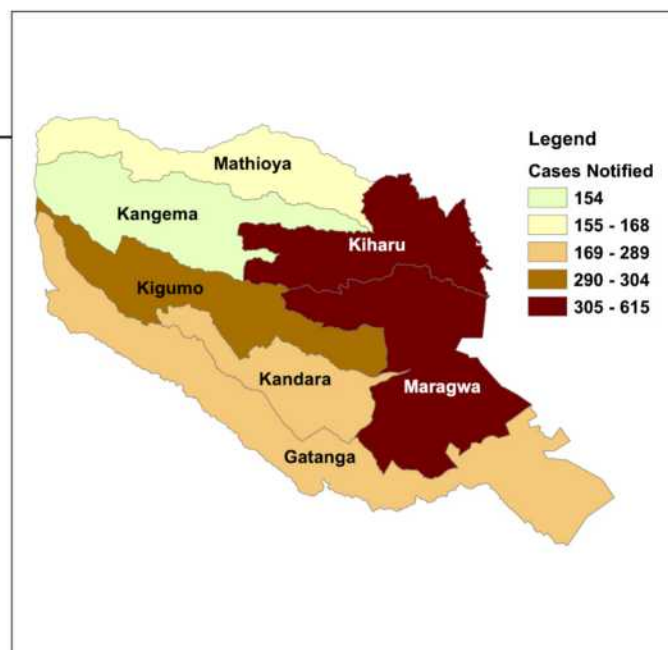 Mathioya
Kangema
Kiharu
Kigumo
Kandara
Maragwa
Gatanga
Legend
Cases Notified
154
155 - 168
169 - 289
290 - 304
305 - 615